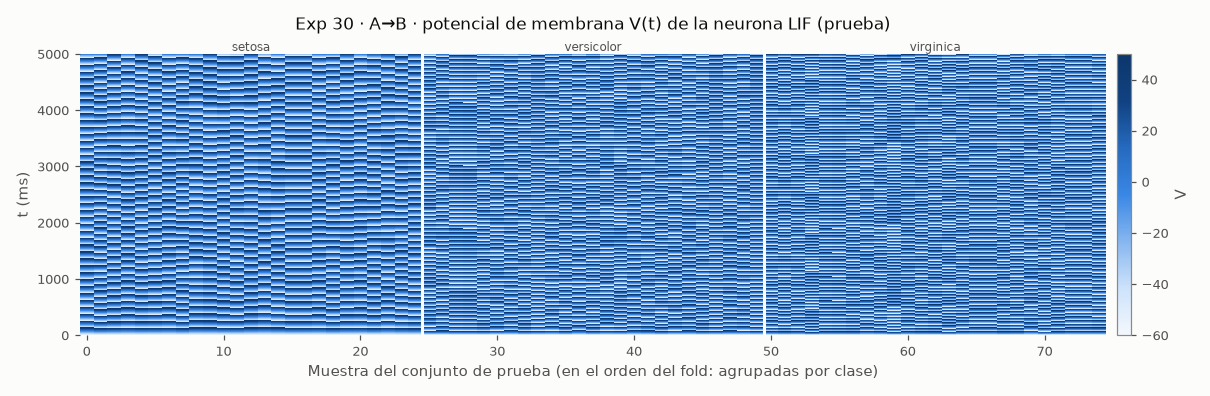 Exp 30 · A→B · potencial de membrana V(t) de la neurona LIF (prueba)
setosa
versicolor
virginica
5000
4000
3000
2000
1000
0
t (ms)
0
10
20
30
40
50
60
70
Muestra del conjunto de prueba (en el orden del fold: agrupadas por clase)
40
20
0
−20
−40
−60
V